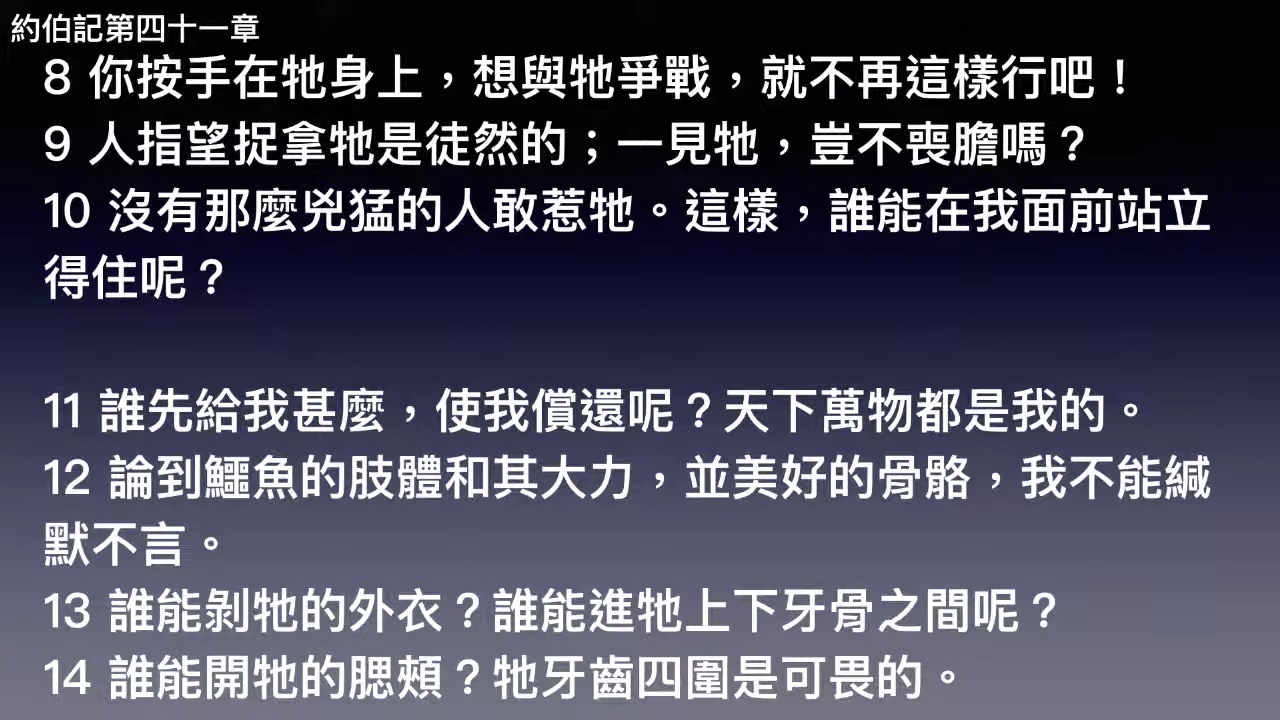 約伯記第四十一章
8 你按手在牠身上，想與牠爭戰，就不再這樣行吧！
9 人指望捉拿牠是徒然的；一見牠，豈不喪膽嗎？
10 沒有那麼兇猛的人敢惹牠。這樣，誰能在我面前站立
得住呢？
11 誰先給我甚麼，使我償還呢？天下萬物都是我的。
12 論到鱷魚的肢體和其大力，並美好的骨骼，我不能緘
默不言。
13 誰能剝牠的外衣？誰能進牠上下牙骨之間呢？
14 誰能開牠的腮頰？牠牙齒四圍是可畏的。